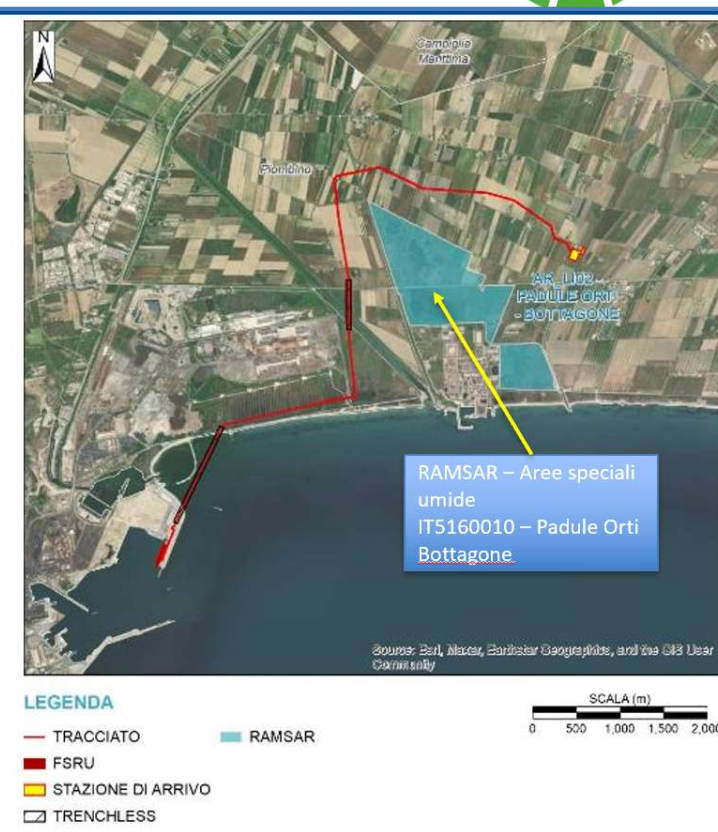 N
Campiglia
Marittima
Piombino
AR_LI02 -
PADULE ORTI
- BOTTAGONE
RAMSAR – Aree speciali
umide
IT5160010 – Padule Orti
Bottagone
Source: Esri, Maxar, Earthstar Geographics, and the GIS User
Community
LEGENDA
TRACCIATO
RAMSAR
FSRU
STAZIONE DI ARRIVO
TRENCHLESS
SCALA (m)
0 500 1,000 1,500 2,000